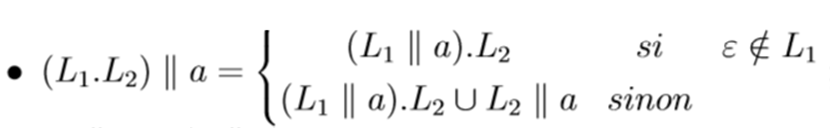 • (L₁.L₂) ∥ a = { (L₁ ∥ a).L₂ si ε ∉ L₁
(L₁ ∥ a).L₂ ∪ L₂ ∥ a sinon